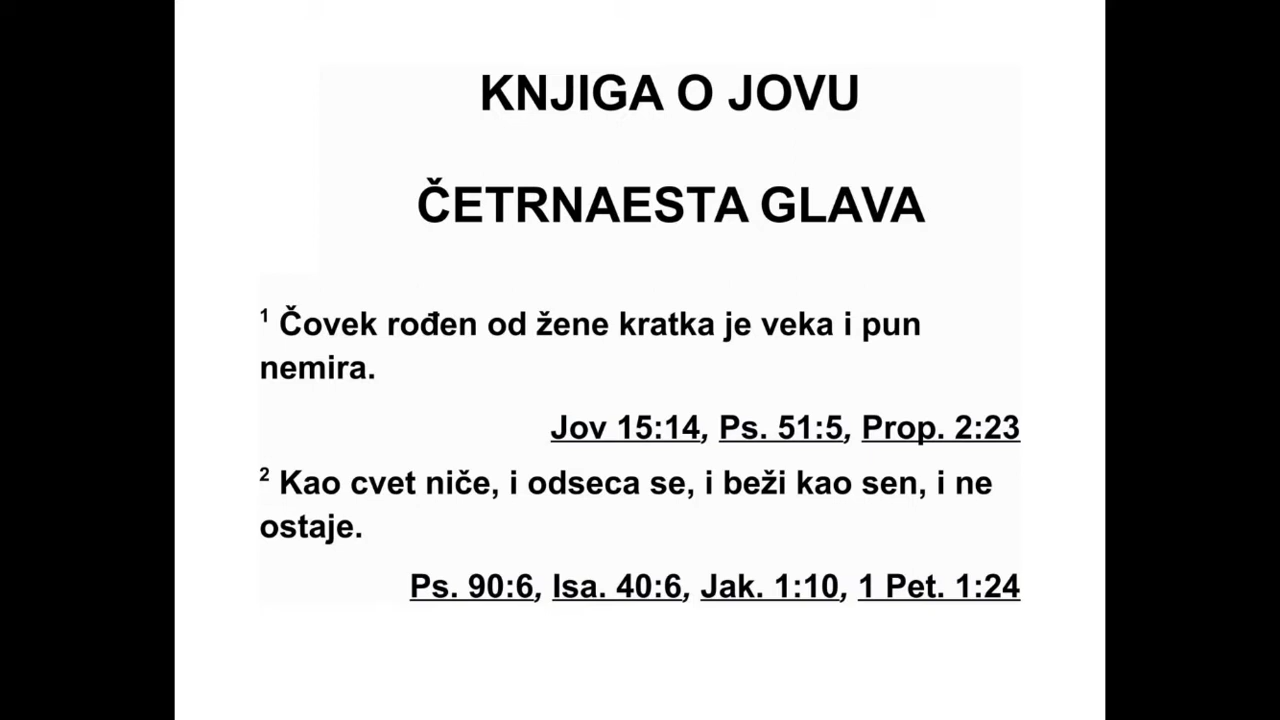 KNJIGA O JOVU
ČETRNAESTA GLAVA
1 Čovek rođen od žene kratka je veka i pun
nemira.
Jov 15:14, Ps. 51:5, Prop. 2:23
2 Kao cvet niče, i odseca se, i beži kao sen, i ne
ostaje.
Ps. 90:6, Isa. 40:6, Jak. 1:10, 1 Pet. 1:24